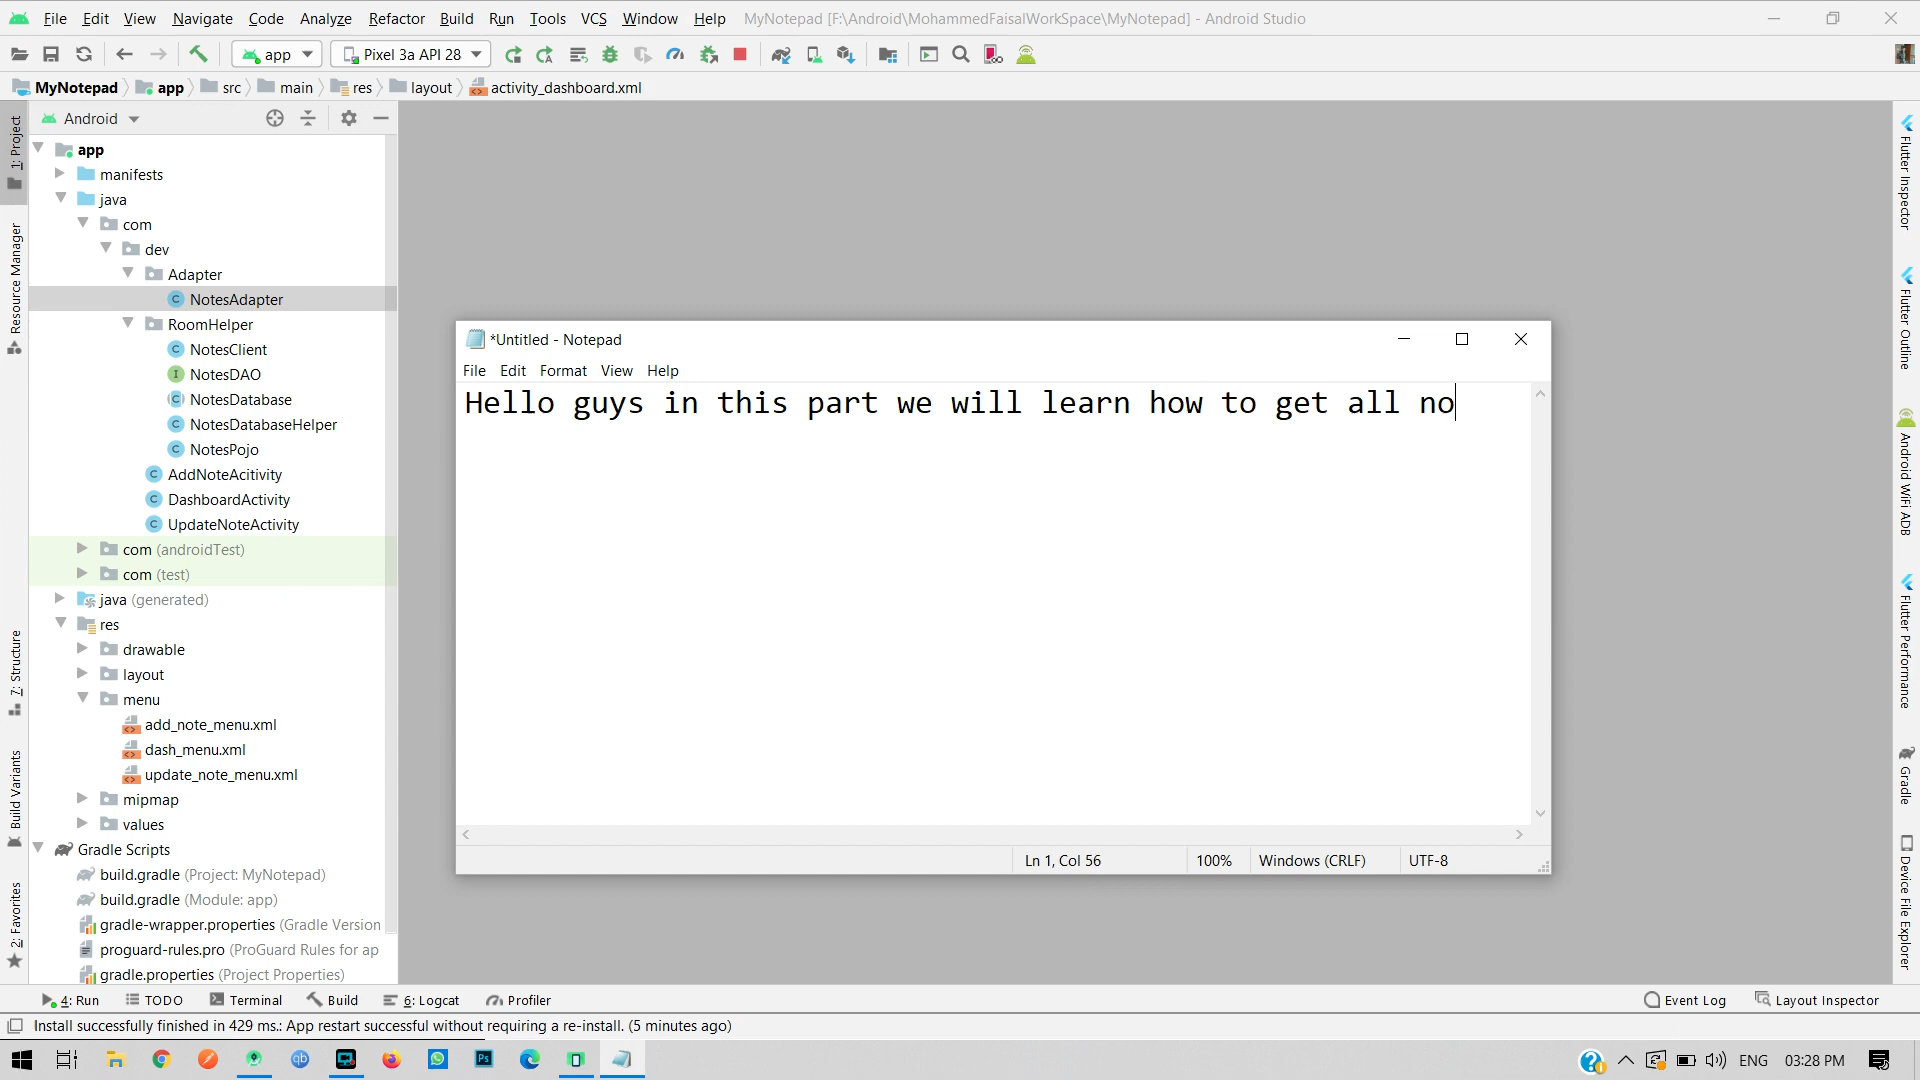 File Edit View Navigate Code Analyze Refactor Build Run Tools VCS Window Help MyNotepad [F:\Android\MohammedFaisalWorkSpace\MyNotepad] - Android Studio
app Pixel 3a API 28
MyNotepad app src main res layout activity_dashboard.xml
Android
app
manifests
java
com
dev
Adapter
NotesAdapter
RoomHelper
NotesClient
NotesDAO
NotesDatabase
NotesDatabaseHelper
NotesPojo
AddNoteAcitivity
DashboardActivity
UpdateNoteActivity
com (androidTest)
com (test)
java (generated)
res
drawable
layout
menu
add_note_menu.xml
dash_menu.xml
update_note_menu.xml
mipmap
values
Gradle Scripts
build.gradle (Project: MyNotepad)
build.gradle (Module: app)
gradle-wrapper.properties (Gradle Version
proguard-rules.pro (ProGuard Rules for ap
gradle.properties (Project Properties)
1: Project
Resource Manager
7: Structure
Build Variants
2: Favorites
*Untitled - Notepad
File Edit Format View Help
Hello guys in this part we will learn how to get all no
Ln 1, Col 56 100% Windows (CRLF) UTF-8
Flutter Inspector
Flutter Outline
Android WiFi ADB
Flutter Performance
Gradle
Device File Explorer
4: Run TODO Terminal Build 6: Logcat Profiler Event Log Layout Inspector
Install successfully finished in 429 ms.: App restart successful without requiring a re-install. (5 minutes ago)
qb Ps ENG 03:28 PM